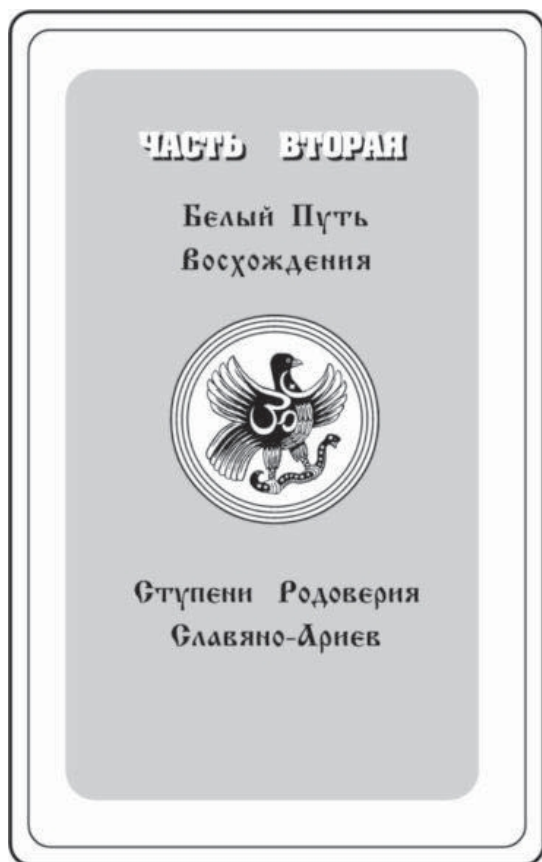 ЧАСТЬ ВТОРАЯ
Белый Путь
Восхождения
ॐ
Ступени Родоверия
Славяно-Ариев